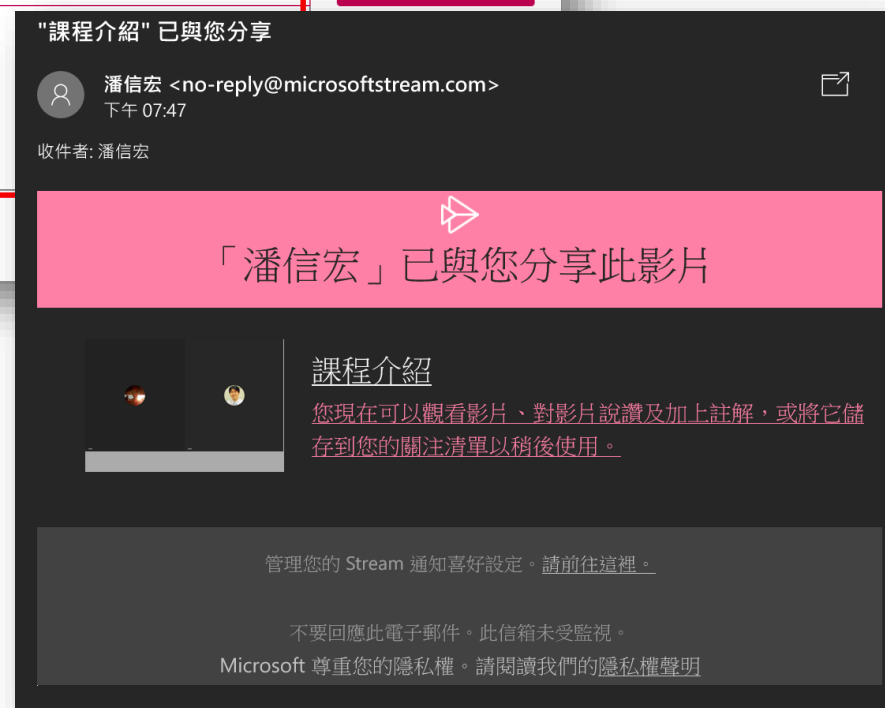 "課程介紹" 已與您分享
潘信宏 <no-reply@microsoftstream.com>
下午 07:47
收件者: 潘信宏
「潘信宏」已與您分享此影片
課程介紹
您現在可以觀看影片、對影片說讚及加上註解，或將它儲
存到您的關注清單以稍後使用。
管理您的 Stream 通知喜好設定。請前往這裡。
不要回應此電子郵件。此信箱未受監視。
Microsoft 尊重您的隱私權。請閱讀我們的隱私權聲明